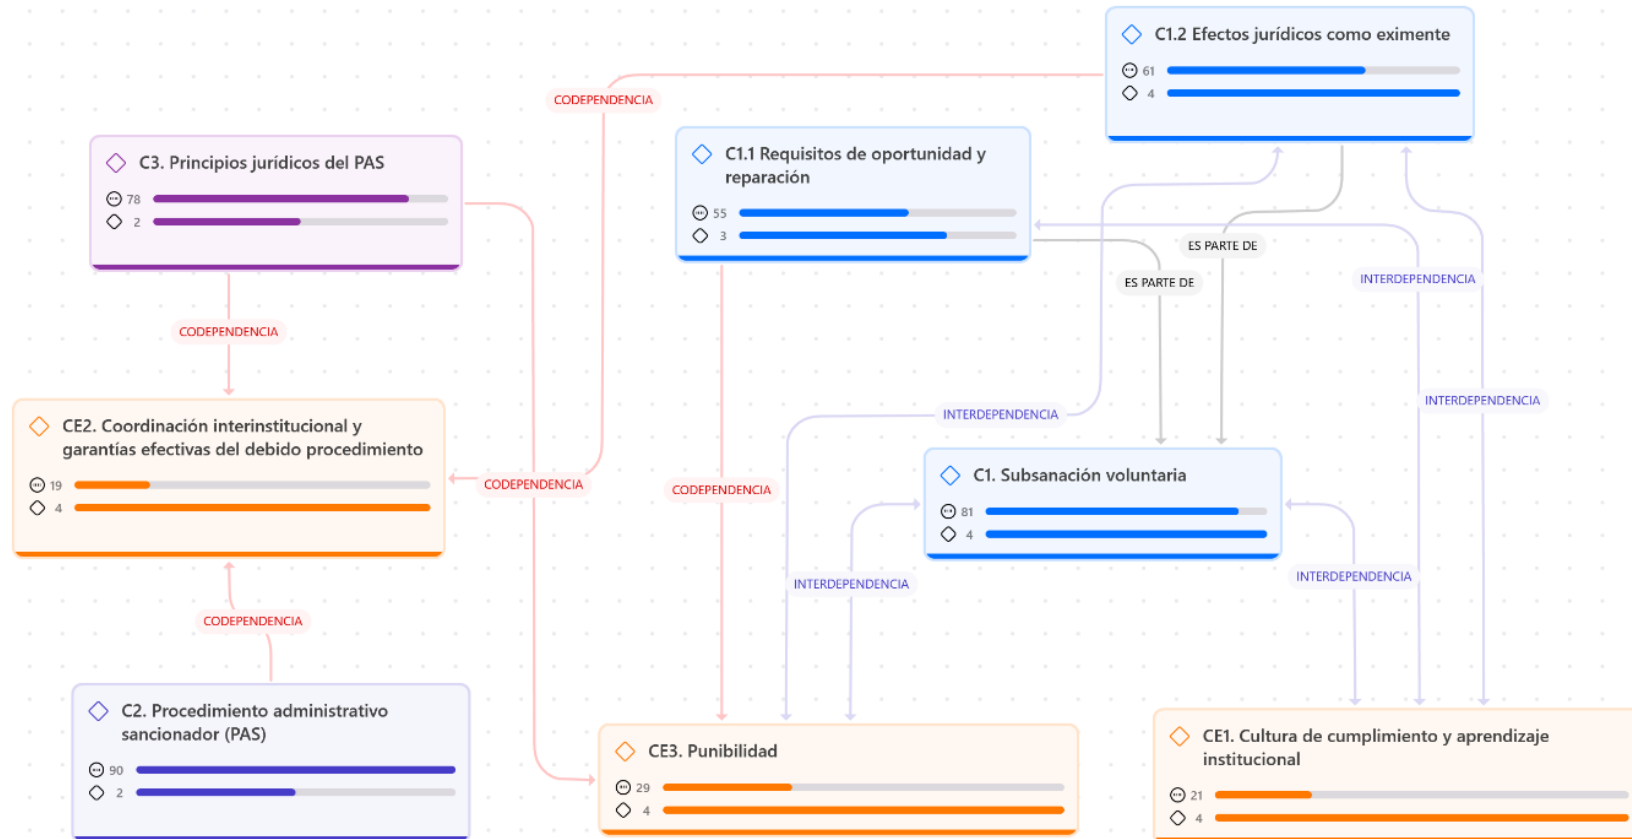 C1.2 Efectos jurídicos como eximente
61
4
CODEPENDENCIA
C3. Principios jurídicos del PAS
78
2
C1.1 Requisitos de oportunidad y
reparación
55
3
ES PARTE DE
ES PARTE DE
INTERDEPENDENCIA
CODEPENDENCIA
INTERDEPENDENCIA
INTERDEPENDENCIA
CE2. Coordinación interinstitucional y
garantías efectivas del debido procedimiento
19
4
CODEPENDENCIA
CODEPENDENCIA
C1. Subsanación voluntaria
81
4
INTERDEPENDENCIA
INTERDEPENDENCIA
CODEPENDENCIA
C2. Procedimiento administrativo
sancionador (PAS)
90
2
CE3. Punibilidad
29
4
CE1. Cultura de cumplimiento y aprendizaje
institucional
21
4